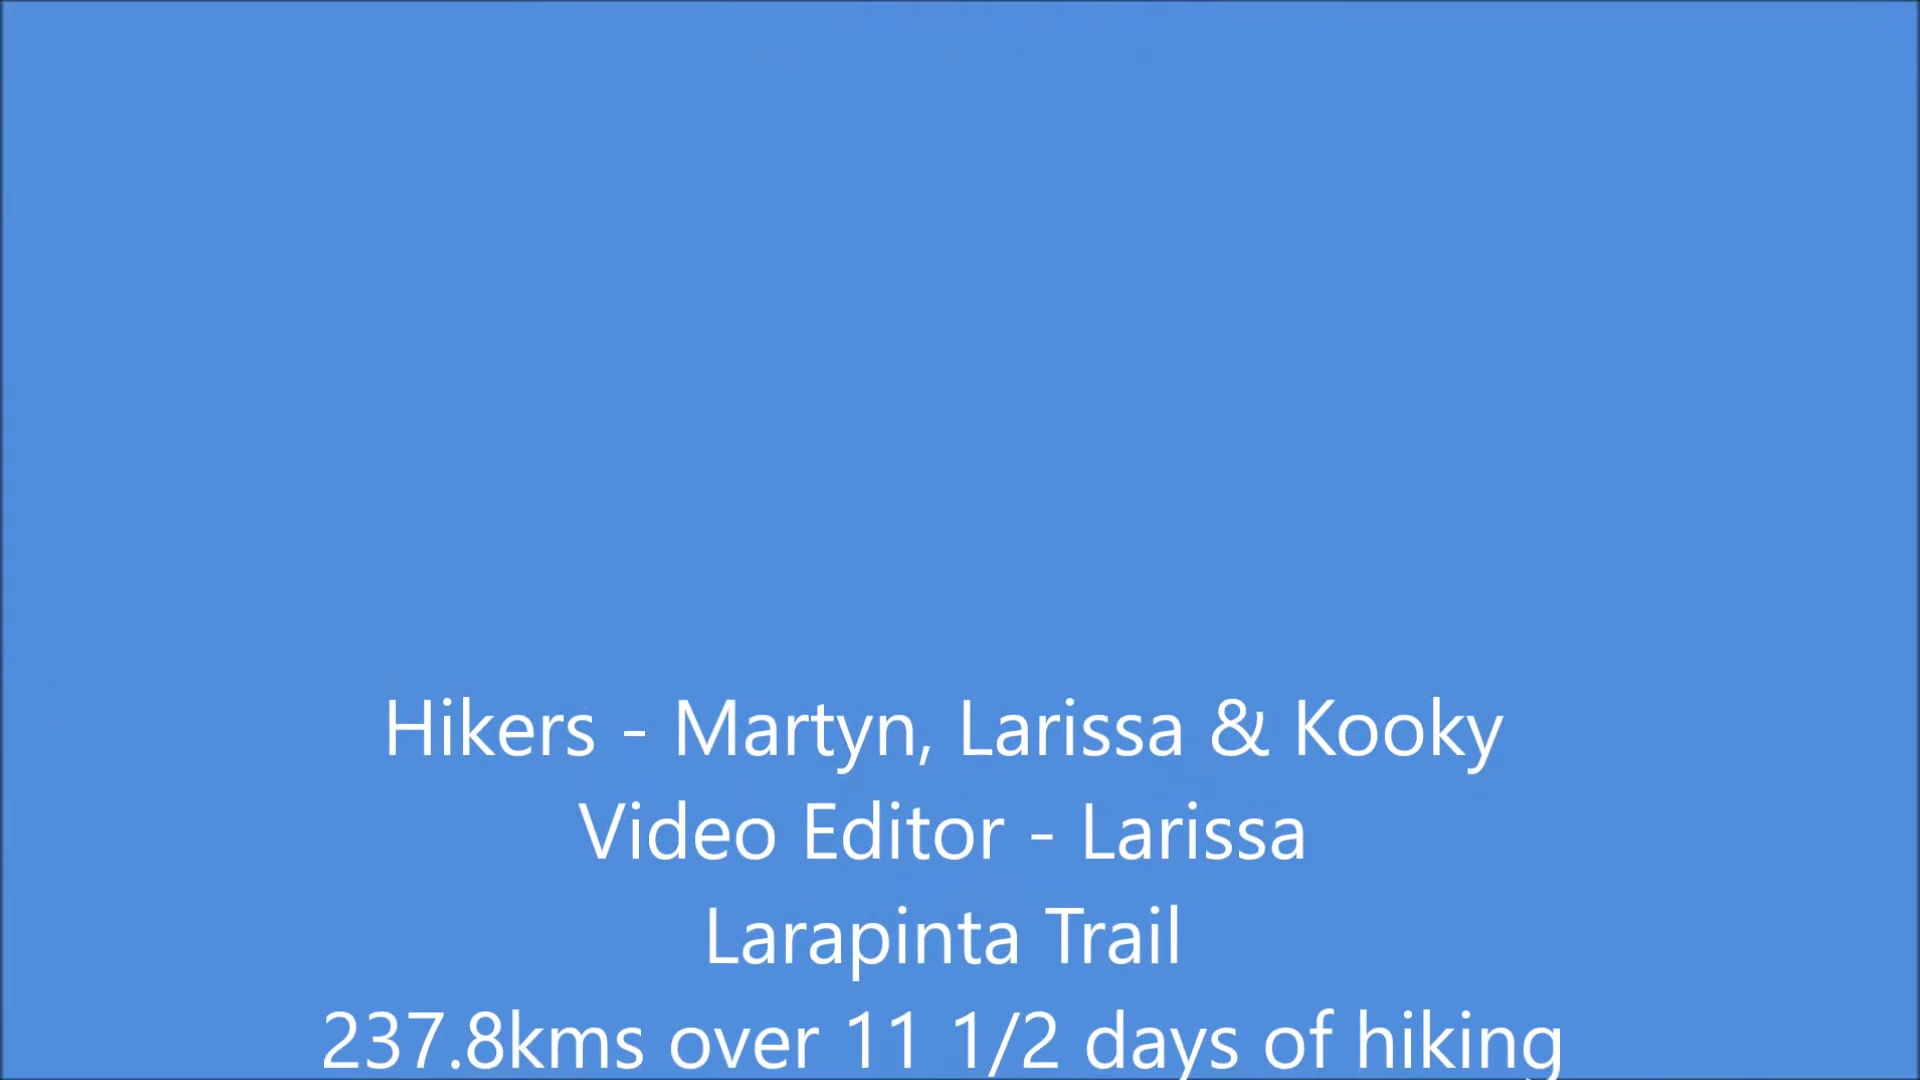 Hikers - Martyn, Larissa & Kooky
Video Editor - Larissa
Larapinta Trail
237.8kms over 11 1/2 days of hiking